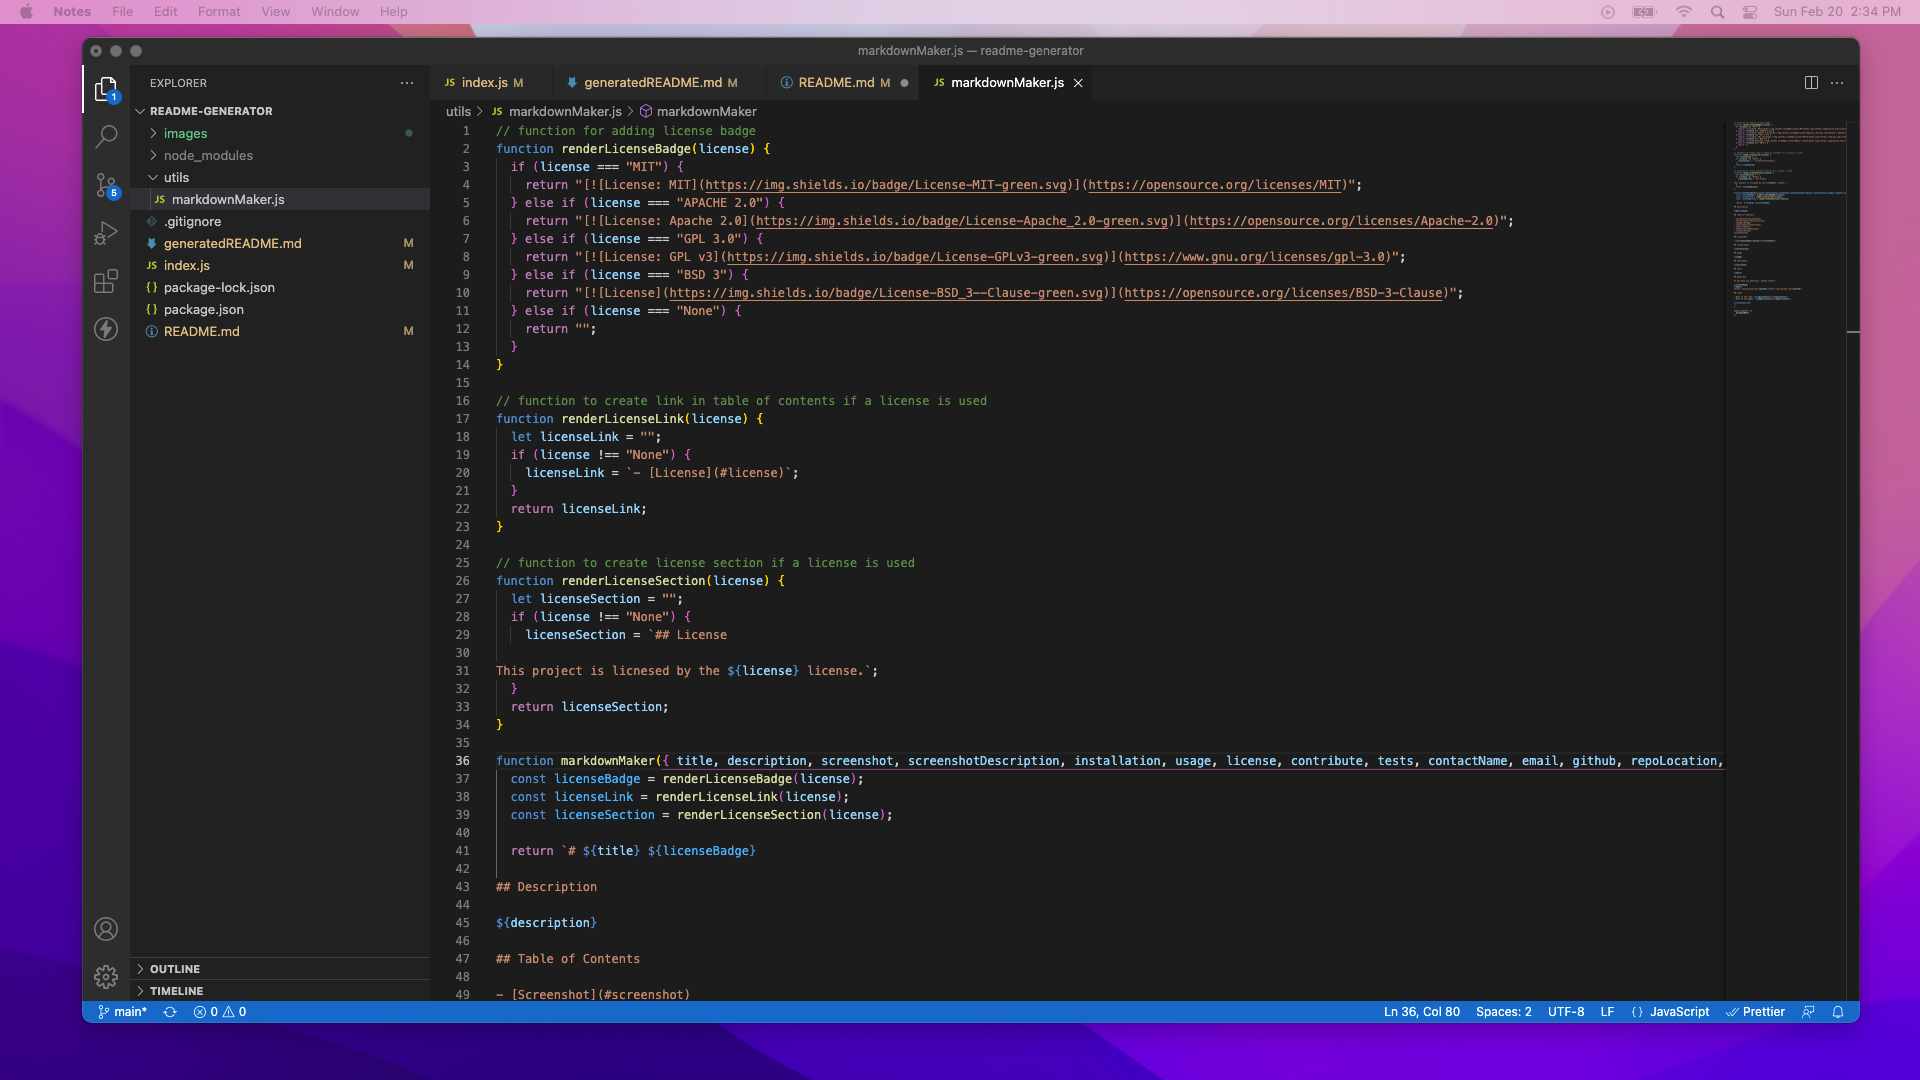 Notes File Edit Format View Window Help Sun Feb 20 2:34 PM
markdownMaker.js — readme-generator
EXPLORER
JS index.js M generatedREADME.md M README.md M JS markdownMaker.js
utils > JS markdownMaker.js > markdownMaker
1
5
README-GENERATOR
images
node_modules
utils
JS markdownMaker.js
.gitignore
generatedREADME.md M
JS index.js M
{} package-lock.json
{} package.json
README.md M
OUTLINE
TIMELINE
1 // function for adding license badge
2 function renderLicenseBadge(license) {
3 if (license === "MIT") {
4 return "[![License: MIT](https://img.shields.io/badge/License-MIT-green.svg)](https://opensource.org/licenses/MIT)";
5 } else if (license === "APACHE 2.0") {
6 return "[![License: Apache 2.0](https://img.shields.io/badge/License-Apache_2.0-green.svg)](https://opensource.org/licenses/Apache-2.0)";
7 } else if (license === "GPL 3.0") {
8 return "[![License: GPL v3](https://img.shields.io/badge/License-GPLv3-green.svg)](https://www.gnu.org/licenses/gpl-3.0)";
9 } else if (license === "BSD 3") {
10 return "[![License](https://img.shields.io/badge/License-BSD_3--Clause-green.svg)](https://opensource.org/licenses/BSD-3-Clause)";
11 } else if (license === "None") {
12 return "";
13 }
14 }
15
16 // function to create link in table of contents if a license is used
17 function renderLicenseLink(license) {
18 let licenseLink = "";
19 if (license !== "None") {
20 licenseLink = `- [License](#license)`;
21 }
22 return licenseLink;
23 }
24
25 // function to create license section if a license is used
26 function renderLicenseSection(license) {
27 let licenseSection = "";
28 if (license !== "None") {
29 licenseSection = `## License
30
31 This project is licnesed by the ${license} license.`;
32 }
33 return licenseSection;
34 }
35
36 function markdownMaker({ title, description, screenshot, screenshotDescription, installation, usage, license, contribute, tests, contactName, email, github, repoLocation,
37 const licenseBadge = renderLicenseBadge(license);
38 const licenseLink = renderLicenseLink(license);
39 const licenseSection = renderLicenseSection(license);
40
41 return `# ${title} ${licenseBadge}
42
43 ## Description
44
45 ${description}
46
47 ## Table of Contents
48
49 - [Screenshot](#screenshot)
main* 0 0 Ln 36, Col 80 Spaces: 2 UTF-8 LF {} JavaScript Prettier